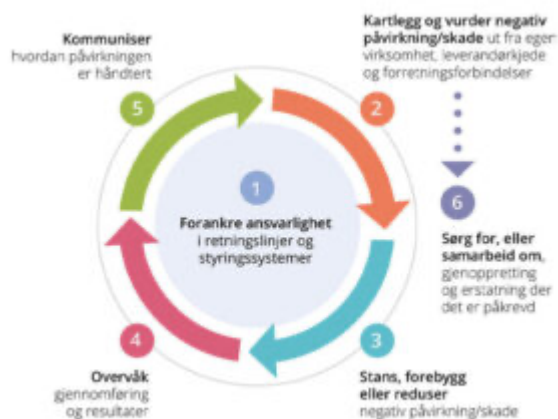 1
Forankre ansvarlighet
i retningslinjer og
styringssystemer
2
Kartlegg og vurder negativ
påvirkning/skade ut fra egen
virksomhet, leverandørkjede
og forretningsforbindelser
3
Stans, forebygg
eller reduser
negativ påvirkning/skade
4
Overvåk
gjennomføring
og resultater
5
Kommuniser
hvordan påvirkningen
er håndtert
6
Sørg for, eller
samarbeid om,
gjenoppretting
og erstatning der
det er påkrevd